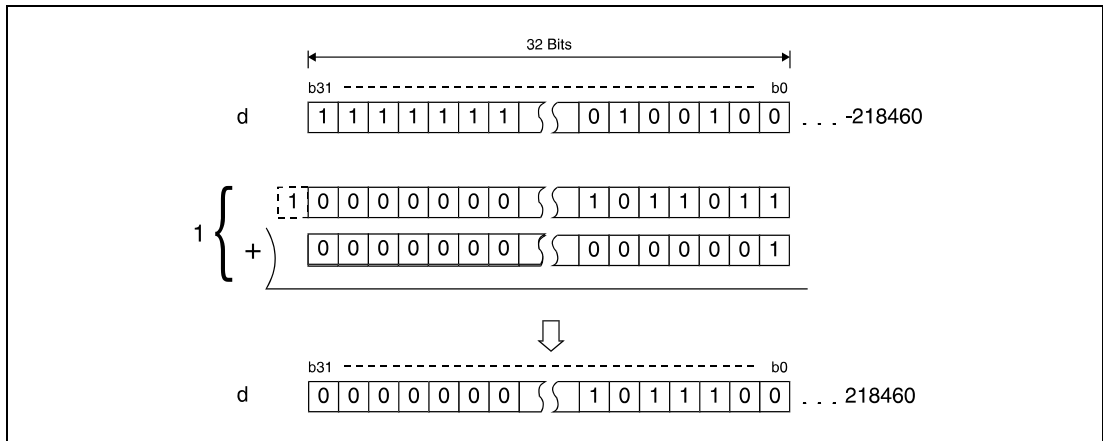 32 Bits
b31 b0
d 1 1 1 1 1 1 1 0 1 0 0 1 0 0 . . . -218460
1 0 0 0 0 0 0 0 1 0 1 1 0 1 1
1 + 0 0 0 0 0 0 0 0 0 0 0 0 0 1
b31 b0
d 0 0 0 0 0 0 0 1 0 1 1 1 0 0 . . . 218460